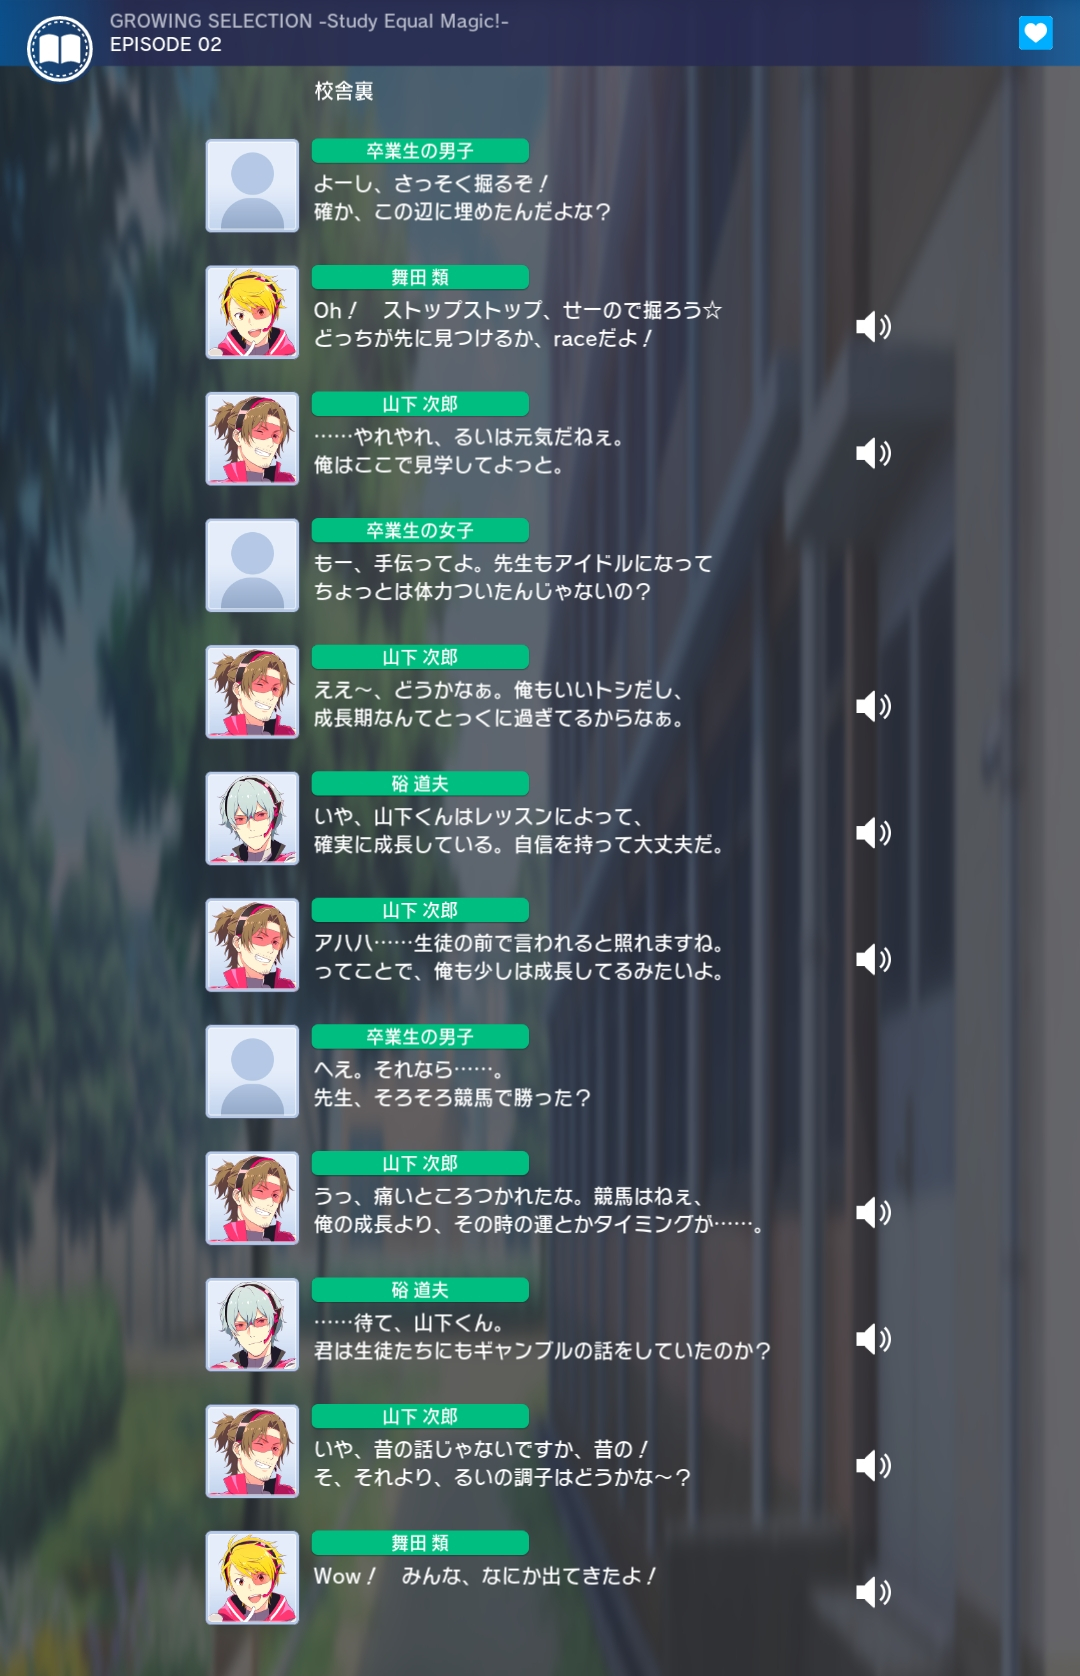 GROWING SELECTION -Study Equal Magic!-
EPISODE 02
校舎裏
卒業生の男子
よーし、さっそく掘るぞ！
確か、この辺に埋めたんだよな？
舞田 類
Oh！　ストップストップ、せーので掘ろう☆
どっちが先に見つけるか、raceだよ！
山下 次郎
……やれやれ、るいは元気だねぇ。
俺はここで見学してよっと。
卒業生の女子
もー、手伝ってよ。先生もアイドルになって
ちょっとは体力ついたんじゃないの？
山下 次郎
ええ～、どうかなぁ。俺もいいトシだし、
成長期なんてとっくに過ぎてるからなぁ。
硲 道夫
いや、山下くんはレッスンによって、
確実に成長している。自信を持って大丈夫だ。
山下 次郎
アハハ……生徒の前で言われると照れますね。
ってことで、俺も少しは成長してるみたいよ。
卒業生の男子
へえ。それなら……。
先生、そろそろ競馬で勝った？
山下 次郎
うっ、痛いところつかれたな。競馬はねぇ、
俺の成長より、その時の運とかタイミングが……。
硲 道夫
……待て、山下くん。
君は生徒たちにもギャンブルの話をしていたのか？
山下 次郎
いや、昔の話じゃないですか、昔の！
そ、それより、るいの調子はどうかな～？
舞田 類
Wow！　みんな、なにか出てきたよ！